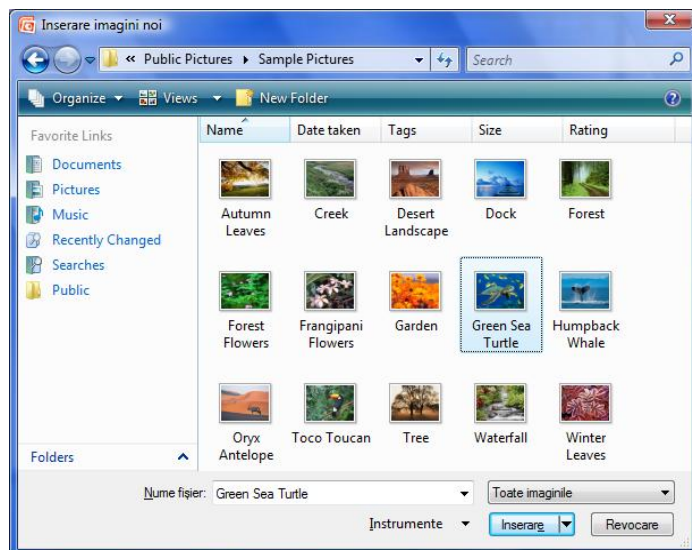 Inserare imagini noi
« Public Pictures Sample Pictures Search
Organize Views New Folder
Favorite Links
Documents
Pictures
Music
Recently Changed
Searches
Public
Folders
Name Date taken Tags Size Rating
Autumn Leaves
Creek
Desert Landscape
Dock
Forest
Forest Flowers
Frangipani Flowers
Garden
Green Sea Turtle
Humpback Whale
Oryx Antelope
Toco Toucan
Tree
Waterfall
Winter Leaves
Nume fișier: Green Sea Turtle Toate imaginile
Instrumente Inserare Revocare